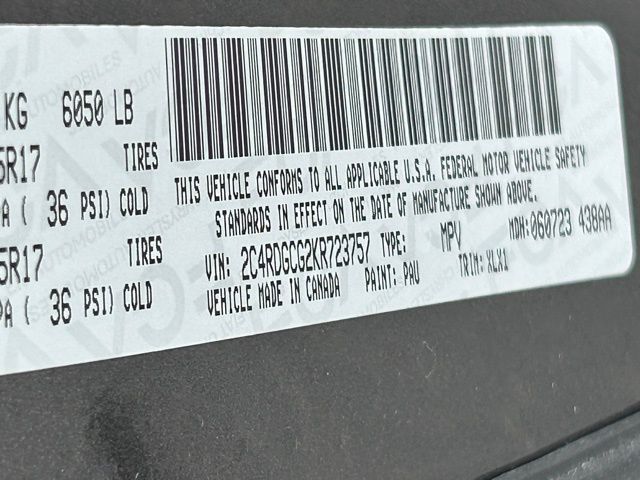 KG 6050 LB
5R17 TIRES
PA ( 36 PSI) COLD
5R17 TIRES
PA ( 36 PSI) COLD
THIS VEHICLE CONFORMS TO ALL APPLICABLE U.S.A. FEDERAL MOTOR VEHICLE SAFETY
STANDARDS IN EFFECT ON THE DATE OF MANUFACTURE SHOWN ABOVE.
VIN: 2C4RDGCG2KR723757 TYPE: MPV MDH:060723 438AA
VEHICLE MADE IN CANADA PAINT: PAU TRIM: XLX1